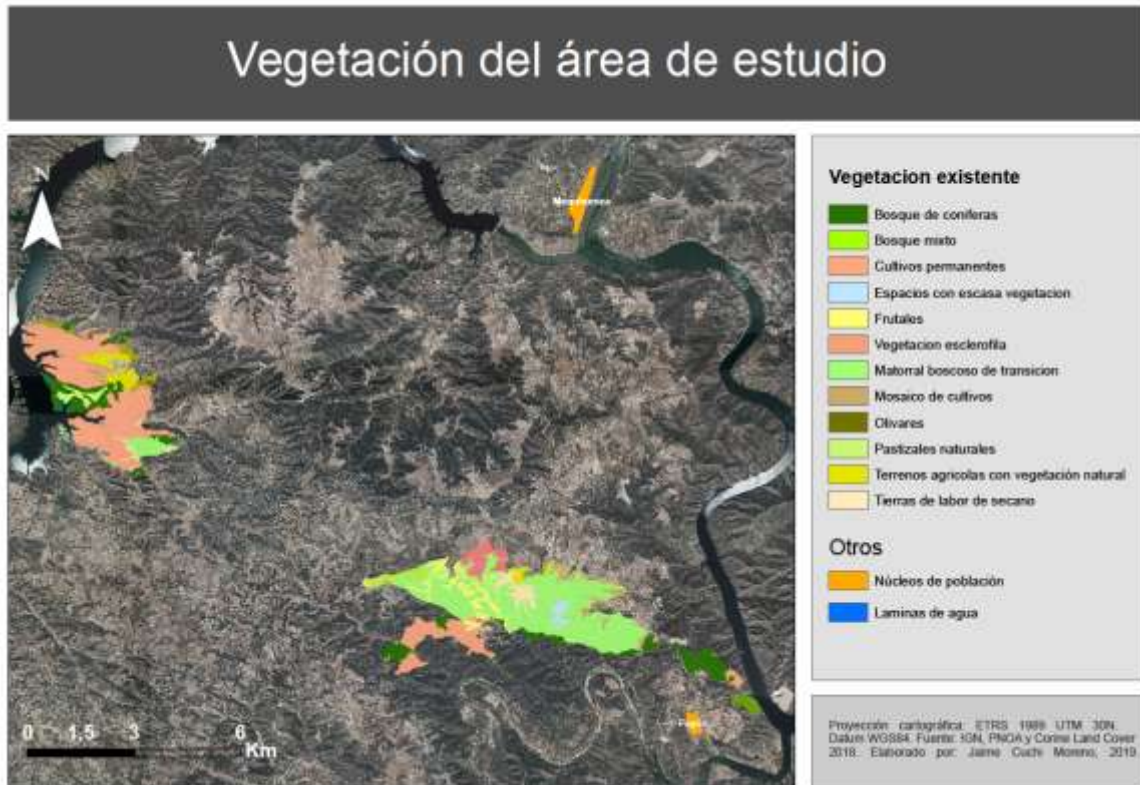 Vegetación del área de estudio
N
0 1,5 3 6
Km
Vegetacion existente
Bosque de coniferas
Bosque mixto
Cultivos permanentes
Espacios con escasa vegetacion
Frutales
Vegetacion esclerofila
Matorral boscoso de transicion
Mosaico de cultivos
Olivares
Pastizales naturales
Terrenos agricolas con vegetación natural
Tierras de labor de secano
Otros
Núcleos de población
Laminas de agua
Proyección cartográfica: ETRS 1989 UTM 30N.
Datum WGS84. Fuente: IGN, PNOA y Corine Land Cover
2018. Elaborado por: Jaime Cuchi Moreno, 2019.